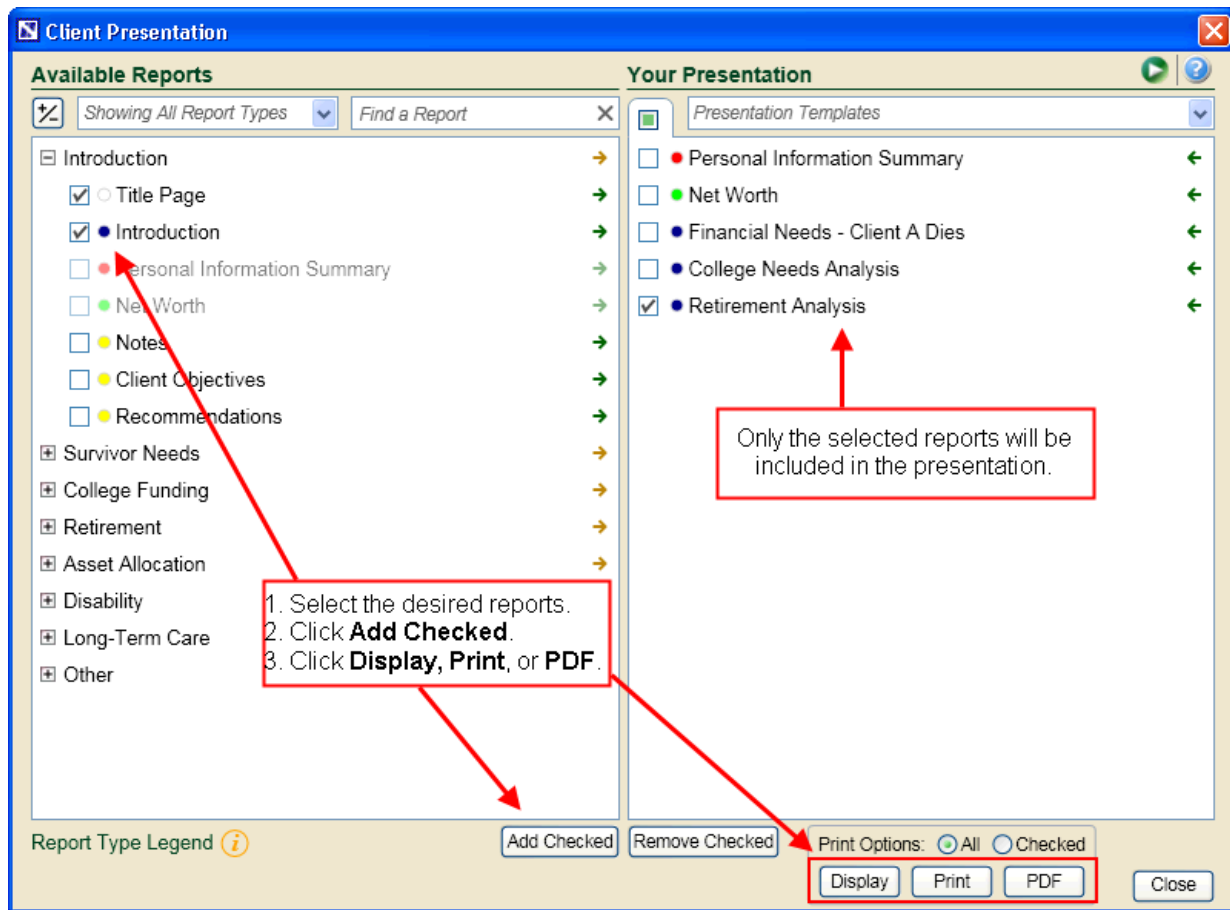 Client Presentation
Available Reports
Your Presentation
Showing All Report Types
Find a Report
Presentation Templates
Introduction
Title Page
Introduction
Personal Information Summary
Net Worth
Notes
Client Objectives
Recommendations
Survivor Needs
College Funding
Retirement
Asset Allocation
Disability
Long-Term Care
Other
Personal Information Summary
Net Worth
Financial Needs - Client A Dies
College Needs Analysis
Retirement Analysis
Only the selected reports will be
included in the presentation.
1. Select the desired reports.
2. Click Add Checked.
3. Click Display, Print, or PDF.
Report Type Legend
Add Checked
Remove Checked
Print Options: All Checked
Display Print PDF
Close